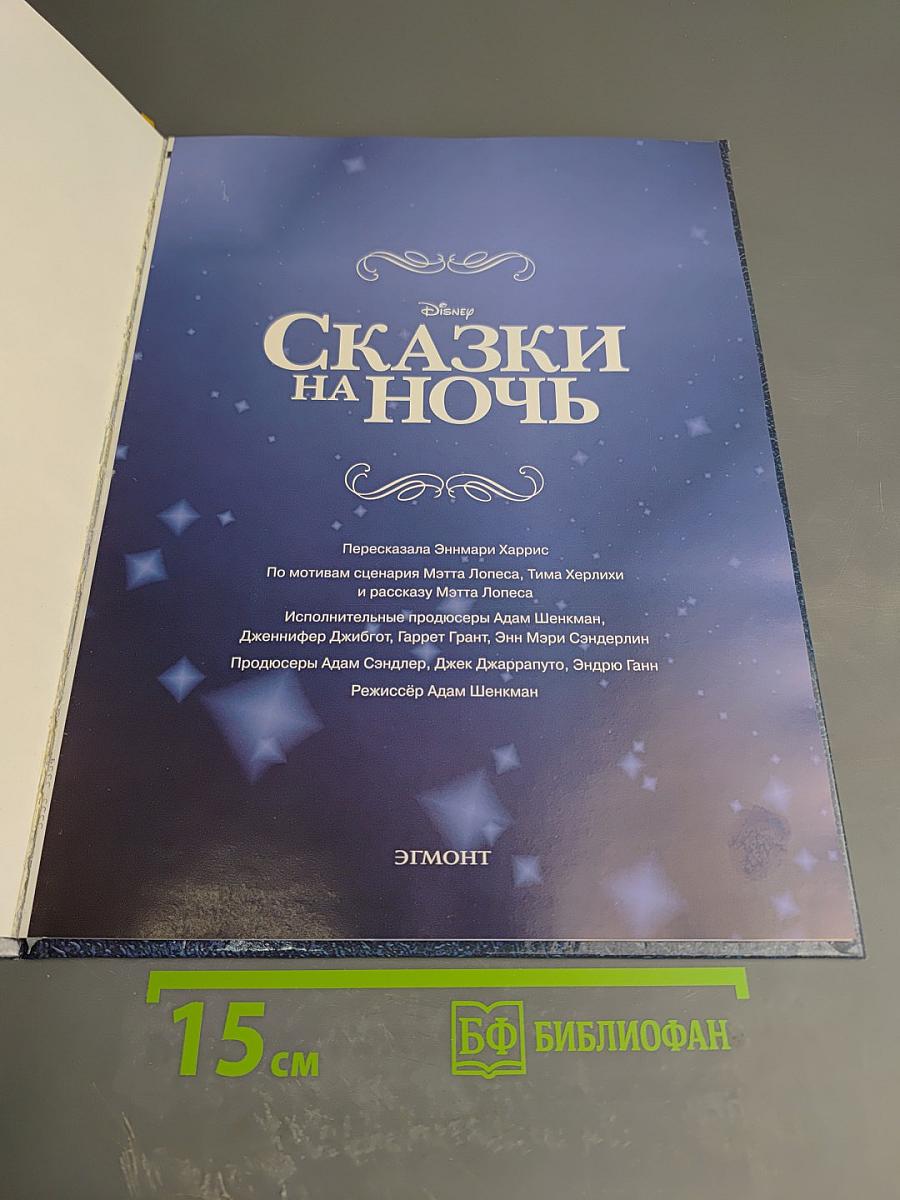 Disney
Сказки
на ночь
Пересказала Эннмари Харрис
По мотивам сценария Мэтта Лопеса, Тима Херлихи
и рассказу Мэтта Лопеса
Исполнительные продюсеры Адам Шенкман,
Дженнифер Джибгот, Гаррет Грант, Энн Мэри Сэндерлин
Продюсеры Адам Сэндлер, Джек Джаррапуто, Эндрю Ганн
Режиссёр Адам Шенкман
ЭГМОНТ
15 см
БФ БИБЛИОФАН